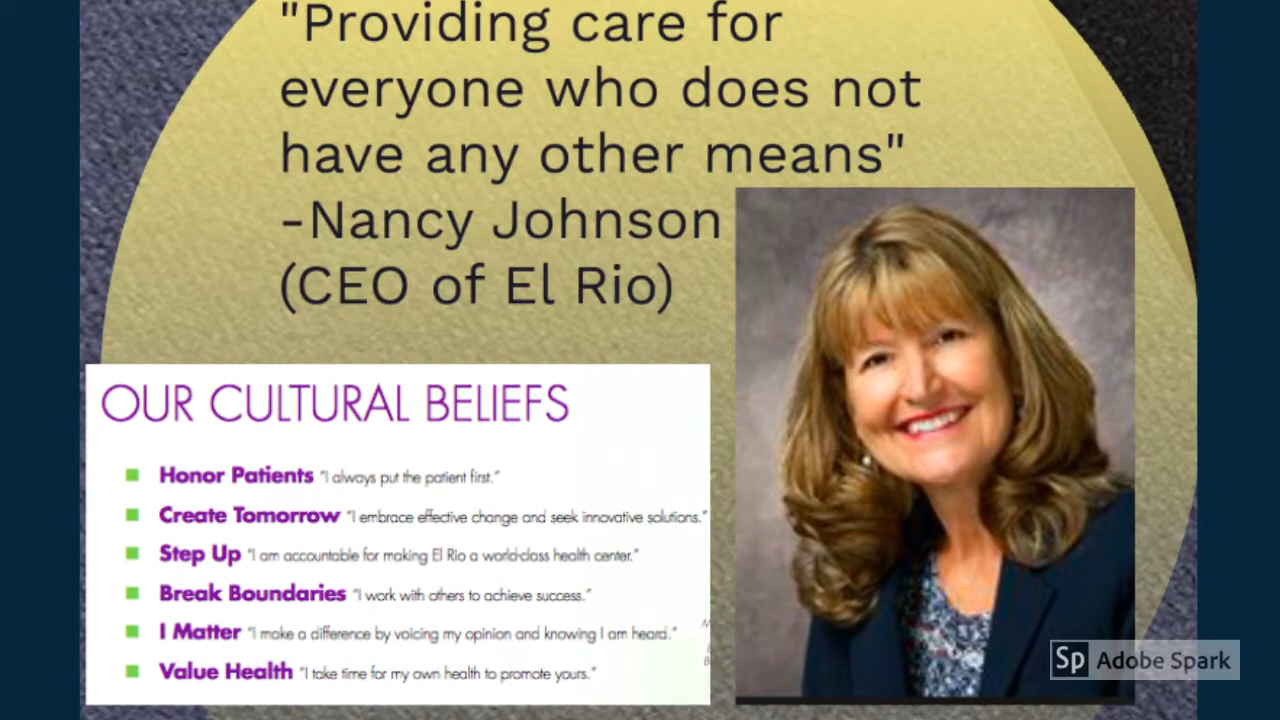 "Providing care for
everyone who does not
have any other means"
-Nancy Johnson
(CEO of El Rio)
OUR CULTURAL BELIEFS
Honor Patients "I always put the patient first."
Create Tomorrow "I embrace effective change and seek innovative solutions."
Step Up "I am accountable for making El Rio a world-class health center."
Break Boundaries "I work with others to achieve success."
I Matter "I make a difference by voicing my opinion and knowing I am heard."
Value Health "I take time for my own health to promote yours."
Sp Adobe Spark